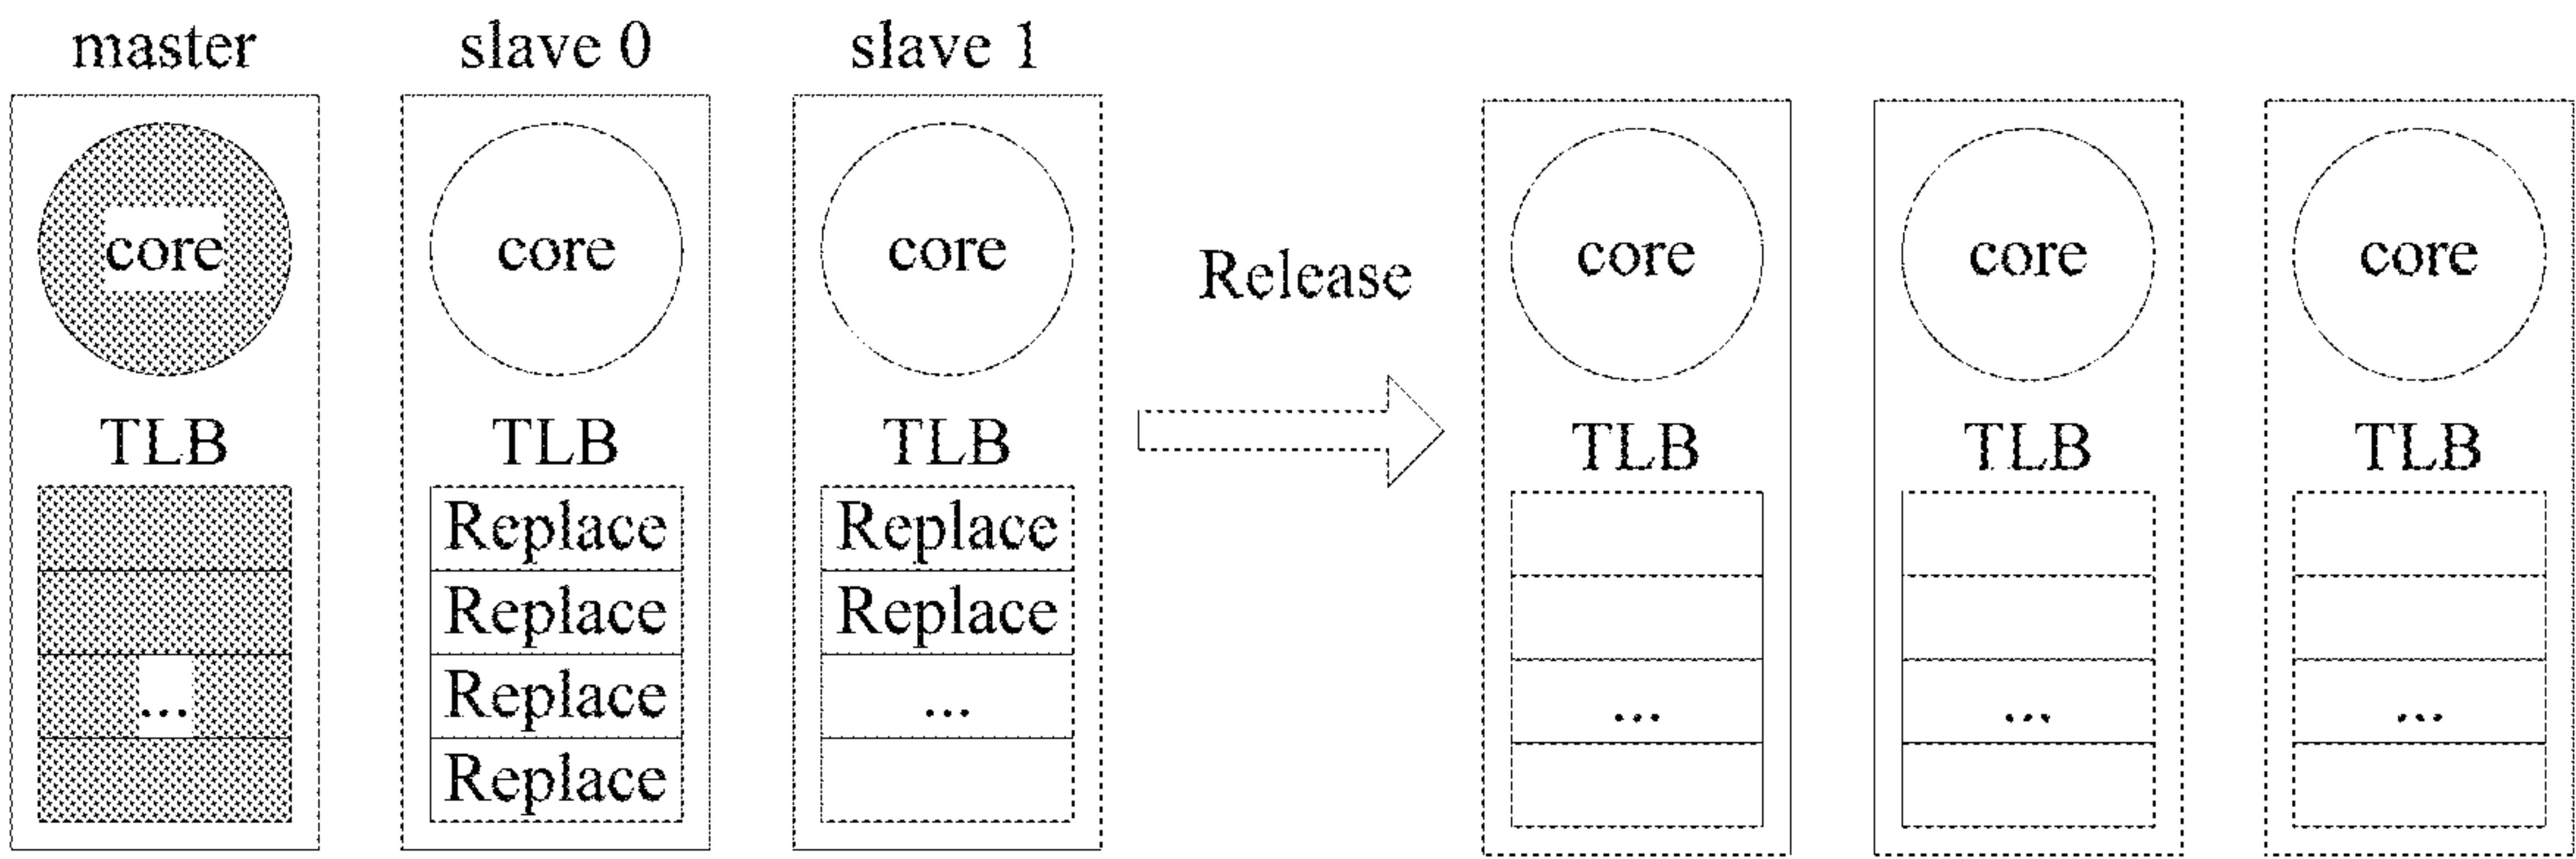 master slave 0 slave 1
core core core Release core core core
TLB TLB TLB TLB TLB TLB
Replace Replace
Replace Replace
... Replace ... ... ... ...
Replace